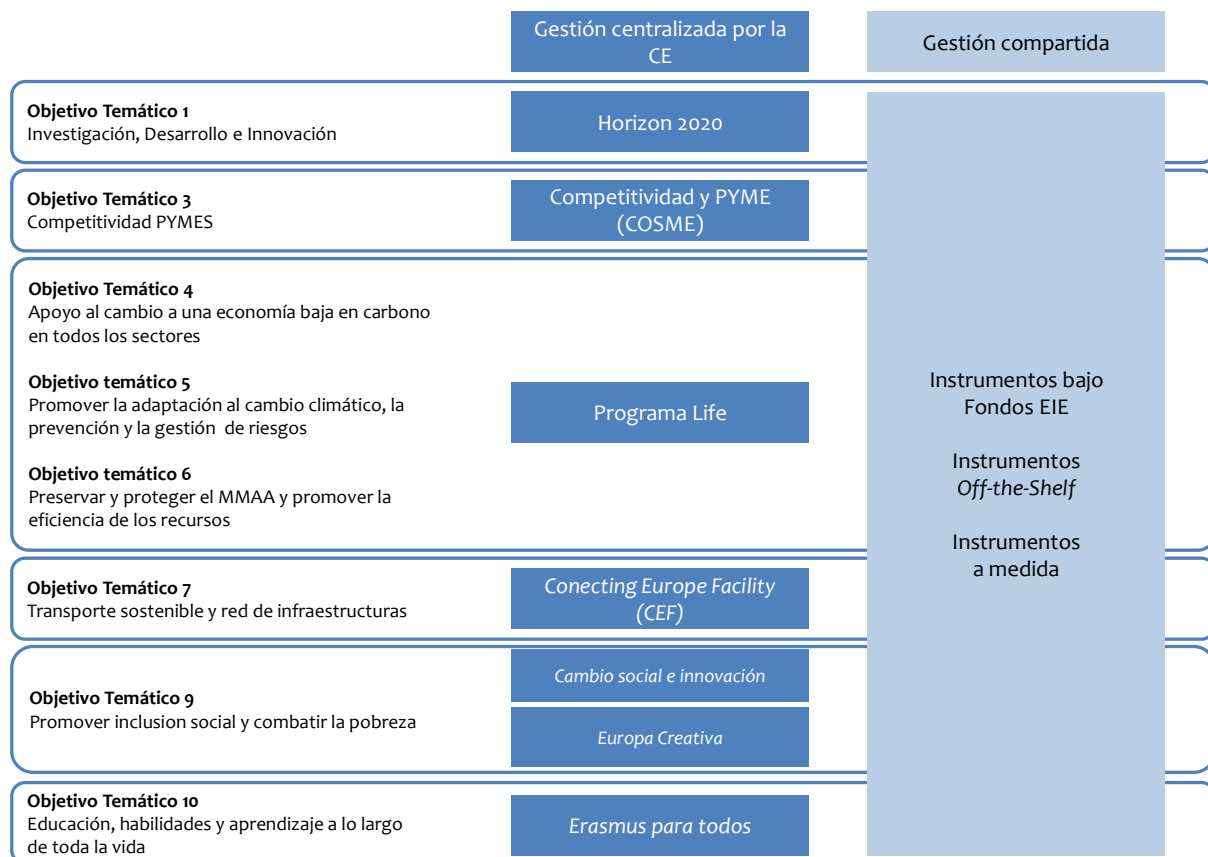 Gestión centralizada por la
CE
Gestión compartida
Objetivo Temático 1
Investigación, Desarrollo e Innovación
Horizon 2020
Objetivo Temático 3
Competitividad PYMES
Competitividad y PYME
(COSME)
Objetivo Temático 4
Apoyo al cambio a una economía baja en carbono
en todos los sectores
Objetivo temático 5
Promover la adaptación al cambio climático, la
prevención y la gestión de riesgos
Objetivo temático 6
Preservar y proteger el MMAA y promover la
eficiencia de los recursos
Programa Life
Instrumentos bajo
Fondos EIE
Instrumentos
Off-the-Shelf
Instrumentos
a medida
Objetivo Temático 7
Transporte sostenible y red de infraestructuras
Conecting Europe Facility
(CEF)
Objetivo Temático 9
Promover inclusion social y combatir la pobreza
Cambio social e innovación
Europa Creativa
Objetivo Temático 10
Educación, habilidades y aprendizaje a lo largo
de toda la vida
Erasmus para todos